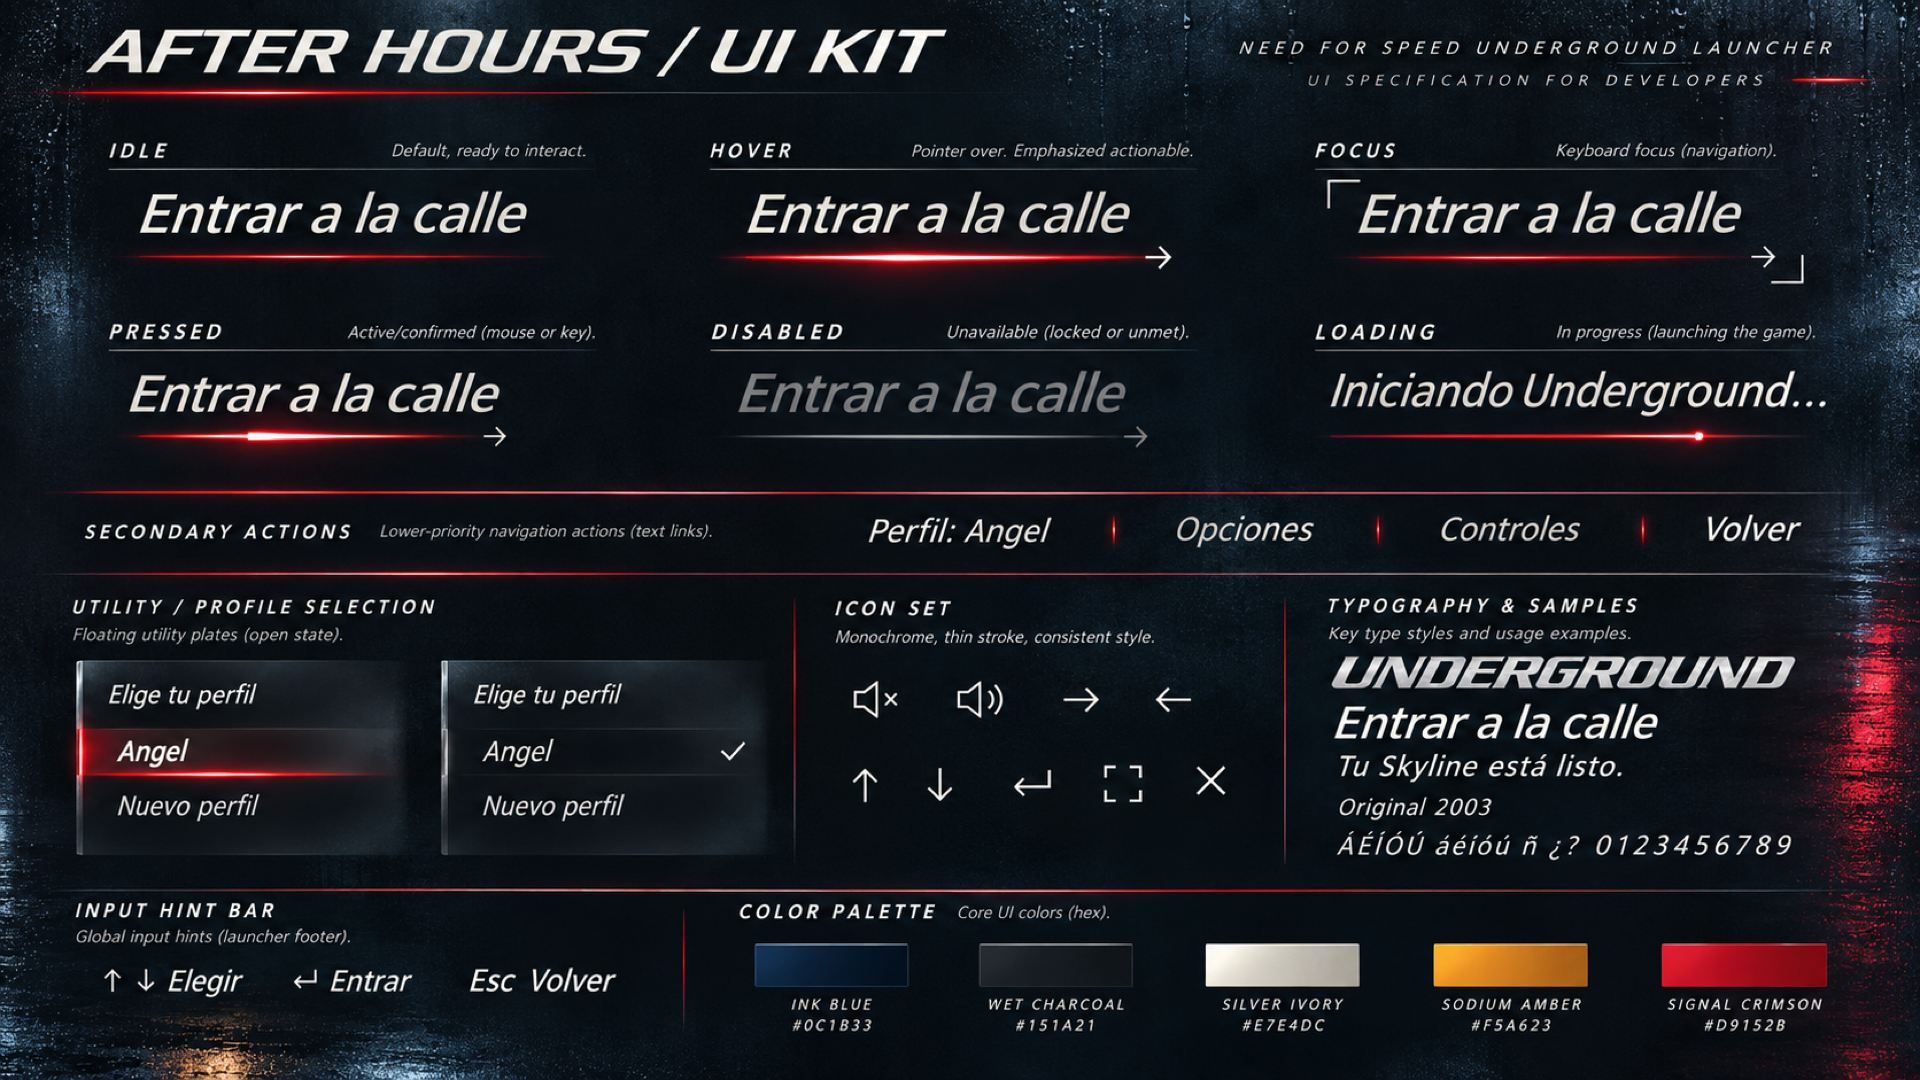 AFTER HOURS / UI KIT
NEED FOR SPEED UNDERGROUND LAUNCHER
UI SPECIFICATION FOR DEVELOPERS
IDLE Default, ready to interact.
Entrar a la calle
HOVER Pointer over. Emphasized actionable.
Entrar a la calle →
FOCUS Keyboard focus (navigation).
Entrar a la calle →
PRESSED Active/confirmed (mouse or key).
Entrar a la calle →
DISABLED Unavailable (locked or unmet).
Entrar a la calle →
LOADING In progress (launching the game).
Iniciando Underground...
SECONDARY ACTIONS Lower-priority navigation actions (text links).
Perfil: Angel | Opciones | Controles | Volver
UTILITY / PROFILE SELECTION
Floating utility plates (open state).
Elige tu perfil
Angel
Nuevo perfil
Elige tu perfil
Angel ✓
Nuevo perfil
ICON SET
Monochrome, thin stroke, consistent style.
TYPOGRAPHY & SAMPLES
Key type styles and usage examples.
UNDERGROUND
Entrar a la calle
Tu Skyline está listo.
Original 2003
ÁÉÍÓÚ áéíóú ñ ¿? 0123456789
INPUT HINT BAR
Global input hints (launcher footer).
↑ ↓ Elegir ↵ Entrar Esc Volver
COLOR PALETTE Core UI colors (hex).
INK BLUE
#0C1B33
WET CHARCOAL
#151A21
SILVER IVORY
#E7E4DC
SODIUM AMBER
#F5A623
SIGNAL CRIMSON
#D9152B